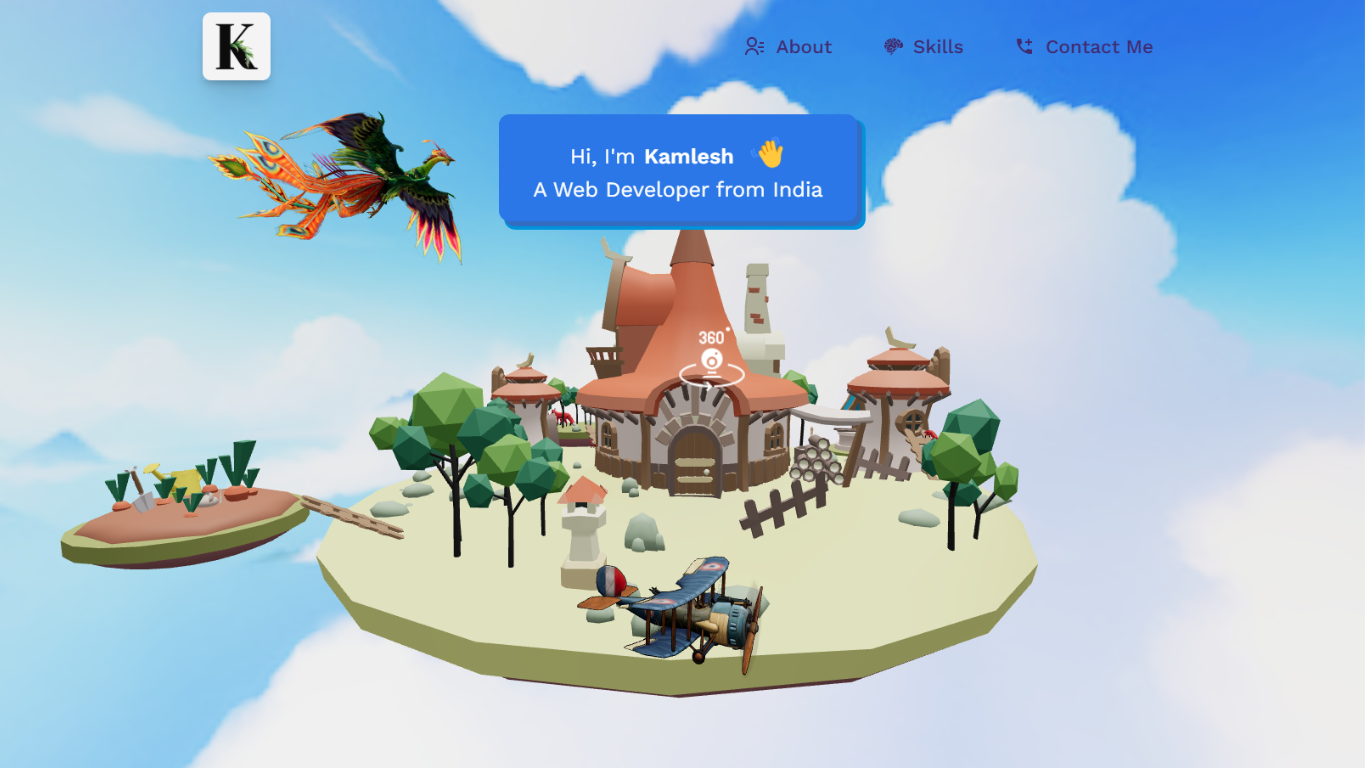 K
About
Skills
Contact Me
Hi, I'm Kamlesh 👋
A Web Developer from India
360°